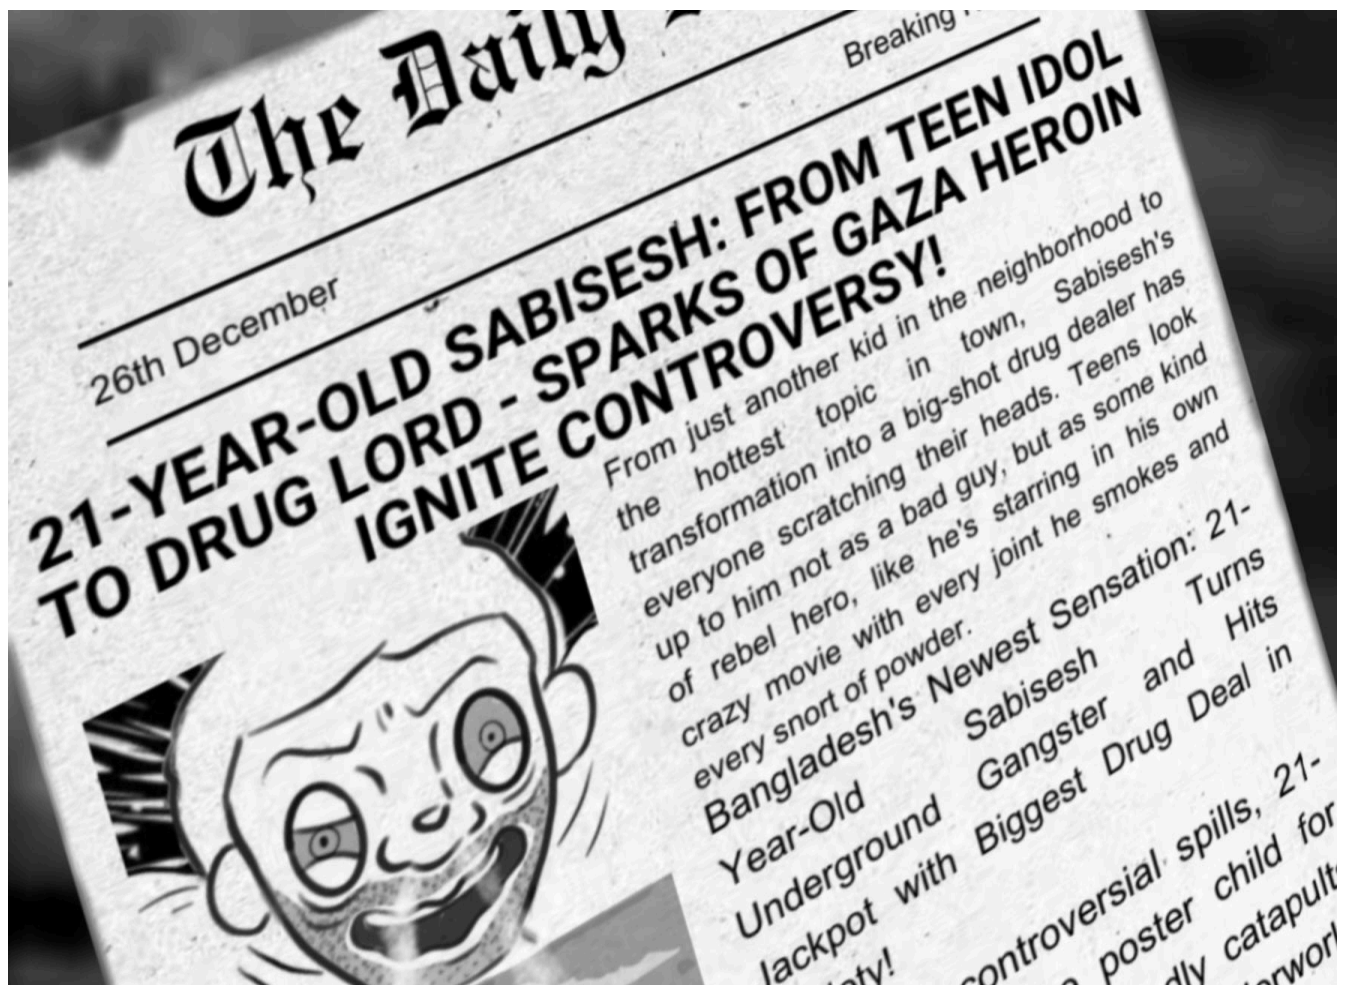 The Daily
Breaking
26th December
21-YEAR-OLD SABISESH: FROM TEEN IDOL
TO DRUG LORD - SPARKS OF GAZA HEROIN
IGNITE CONTROVERSY!
From just another kid in the neighborhood to
the hottest topic in town, Sabisesh's
transformation into a big-shot drug dealer has
everyone scratching their heads. Teens look
up to him not as a bad guy, but as some kind
of rebel hero, like he's starring in his own
crazy movie with every joint he smokes and
every snort of powder.
Bangladesh's Newest Sensation: 21-
Year-Old Sabisesh Turns
Underground Gangster and Hits
Jackpot with Biggest Drug Deal in
controversial spills, 21-
poster child for